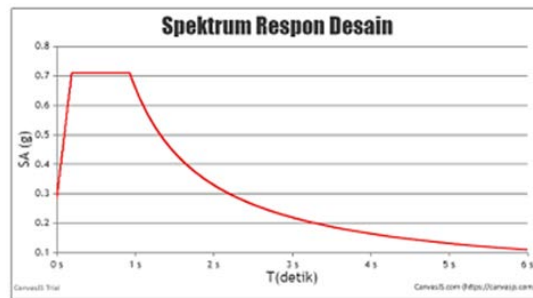 Spektrum Respon Desain
0.8
0.7
0.6
0.5
0.4
0.3
0.2
0.1
SA (g)
0 s 1 s 2 s 3 s 4 s 5 s 6 s
T(detik)
CanvasJS Trial
CanvasJS.com (https://canvasjs.com)